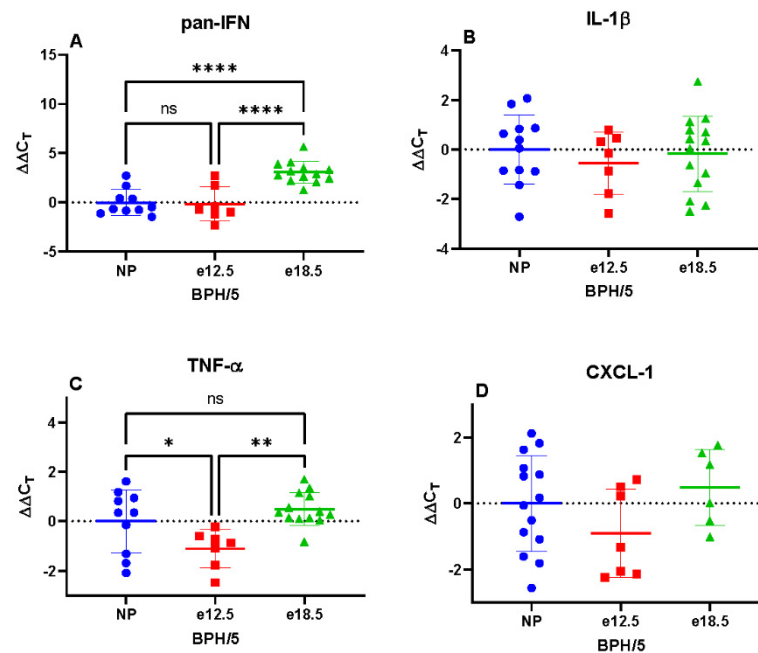 pan-IFN
A
ΔΔCT
15
10
5
0
-5
****
ns
****
NP
e12.5
e18.5
BPH/5
IL-1β
B
ΔΔCT
4
2
0
-2
-4
NP
e12.5
e18.5
BPH/5
TNF-α
C
ΔΔCT
4
2
0
-2
ns
*
**
NP
e12.5
e18.5
BPH/5
CXCL-1
D
ΔΔCT
2
0
-2
NP
e12.5
e18.5
BPH/5